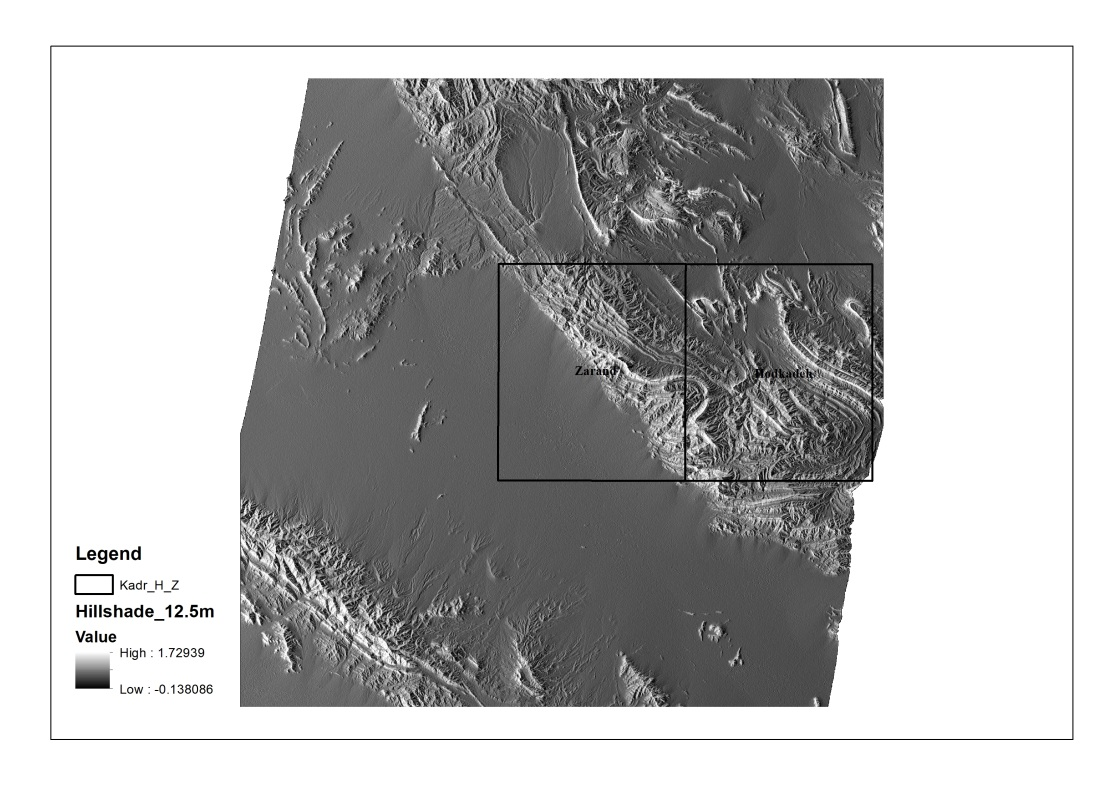 Zarand
Hodkadeh
Legend
Kadr_H_Z
Hillshade_12.5m
Value
High : 1.72939
Low : -0.138086